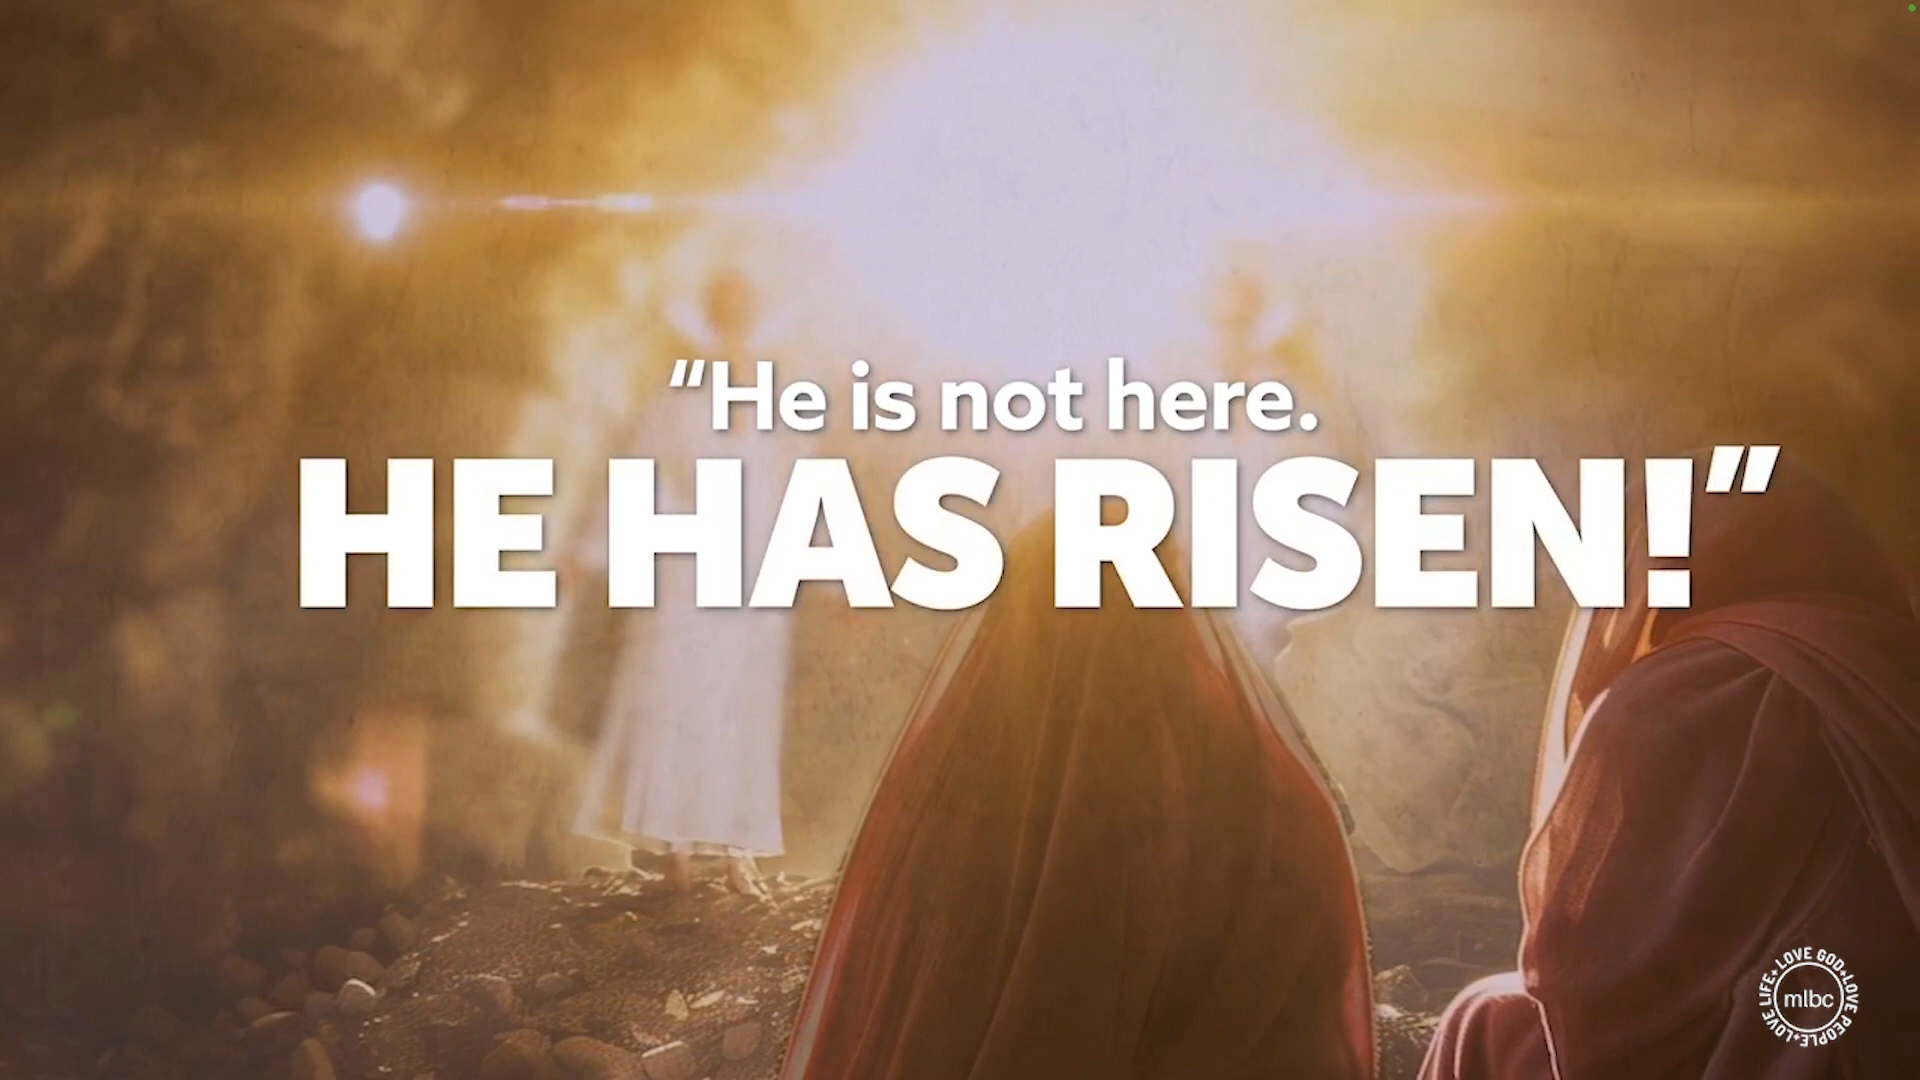 “He is not here.
HE HAS RISEN!”
LOVE GOD+LOVE PEOPLE+LOVE LIFE+
mlbc